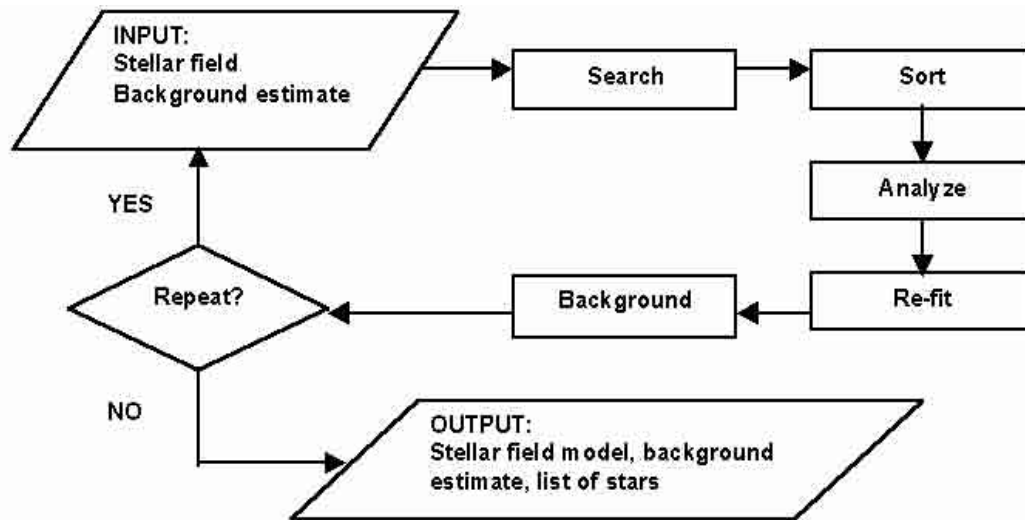 INPUT:
Stellar field
Background estimate
Search
Sort
Analyze
Re-fit
Background
Repeat?
YES
NO
OUTPUT:
Stellar field model, background
estimate, list of stars